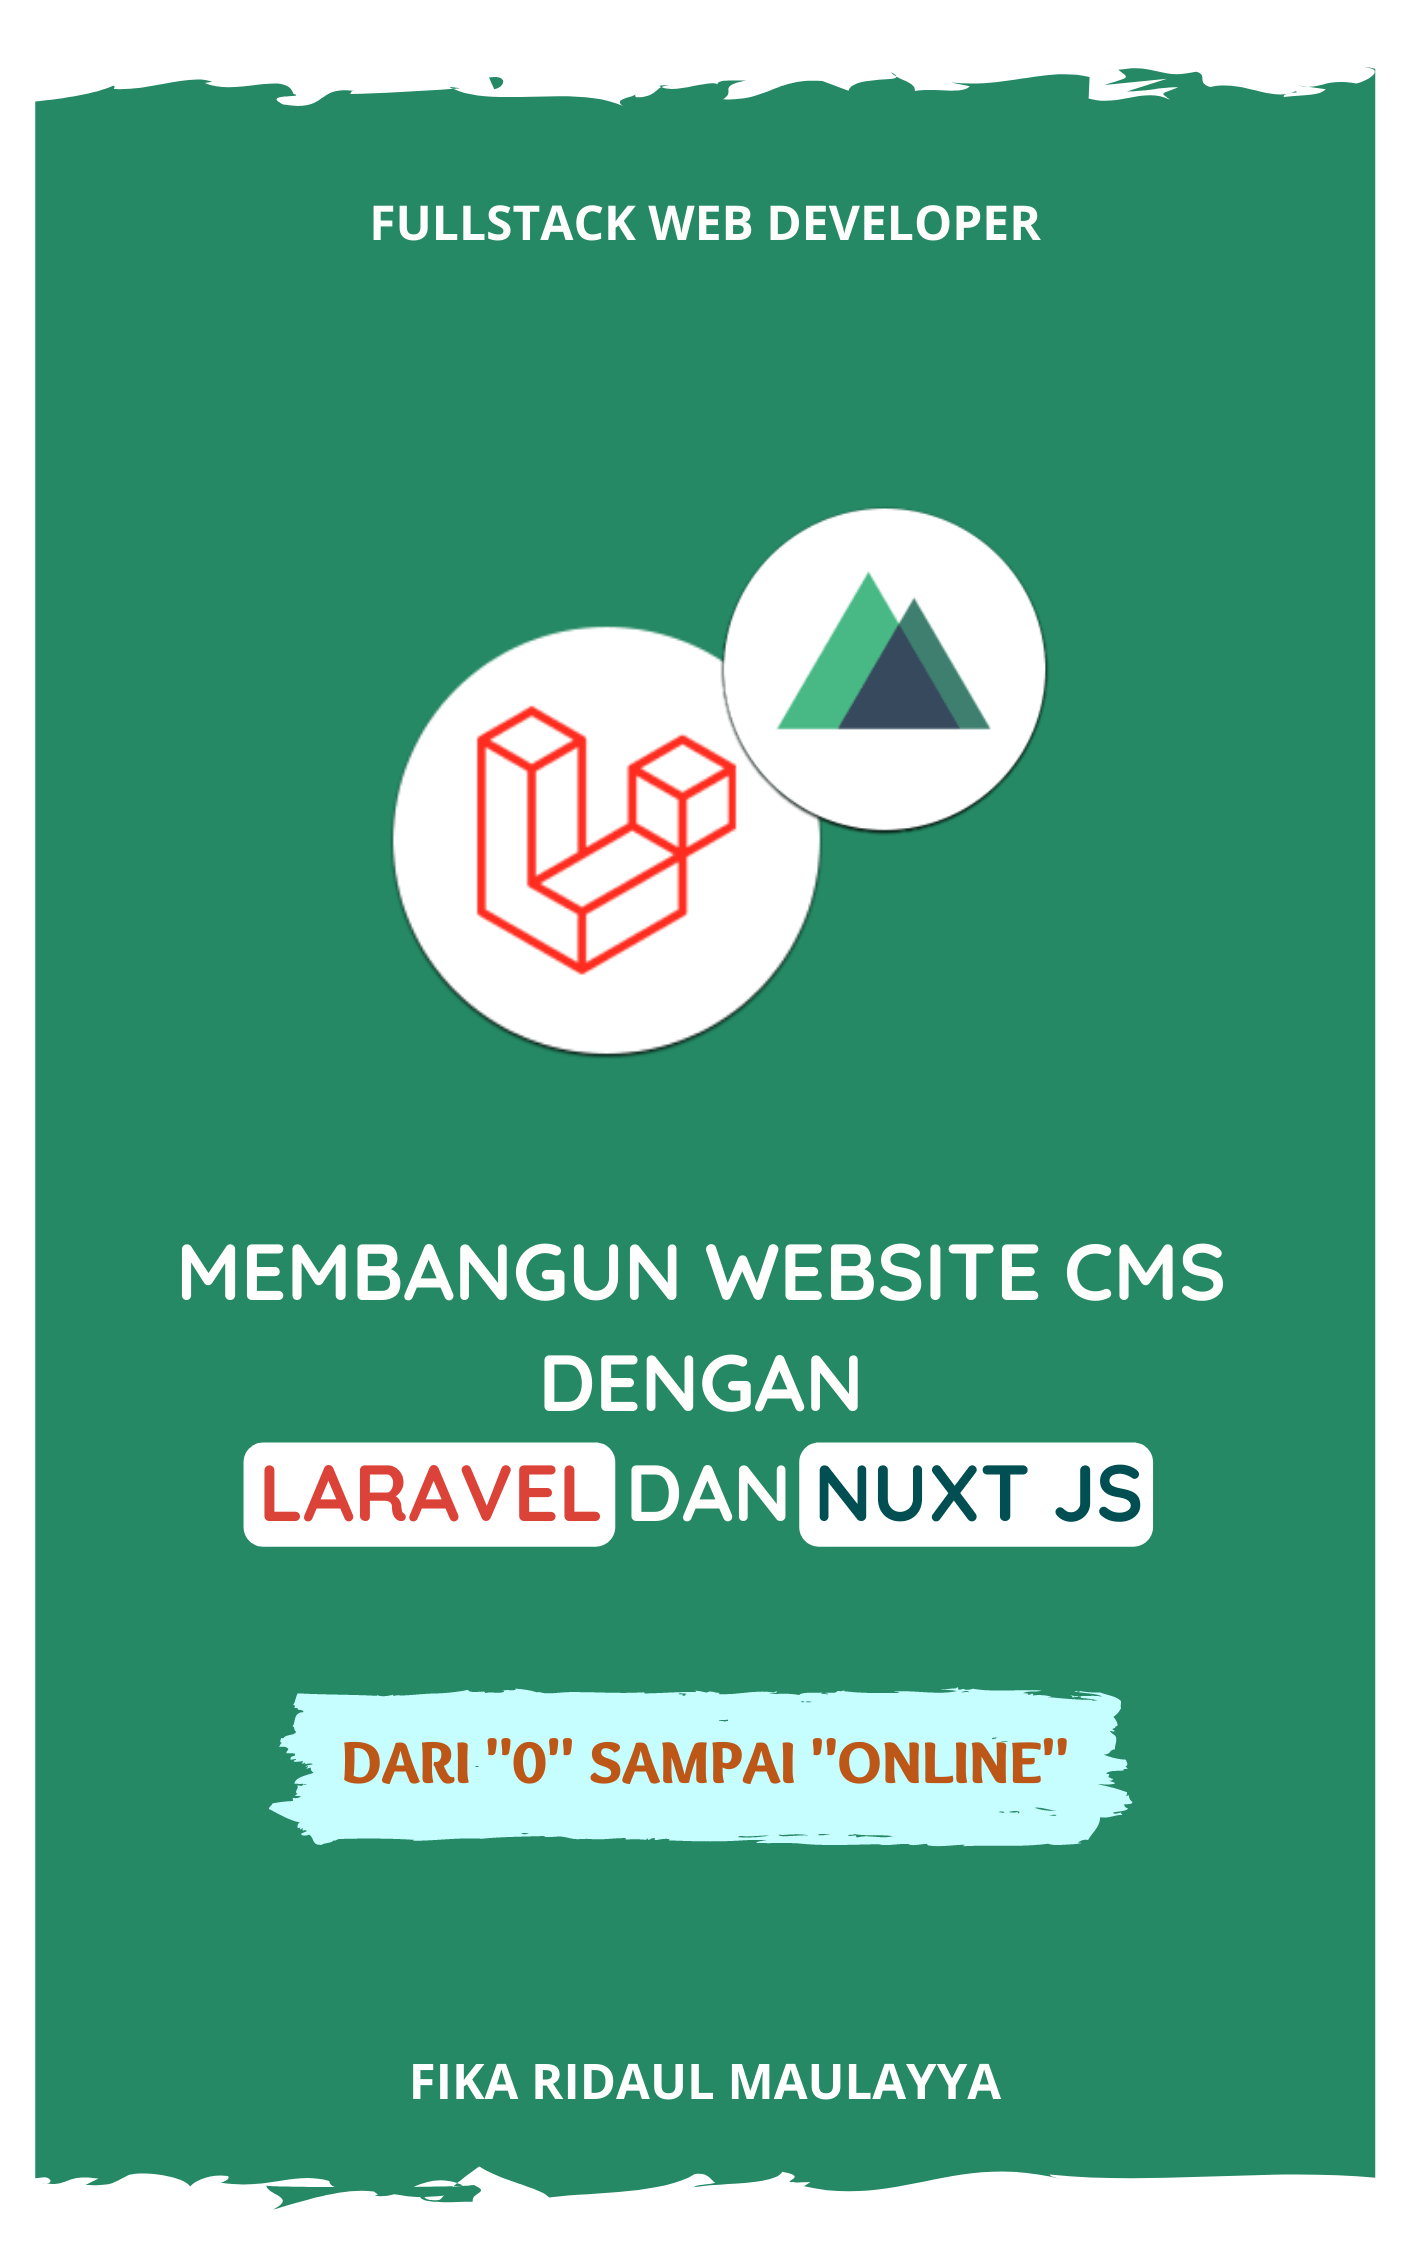 FULLSTACK WEB DEVELOPER
MEMBANGUN WEBSITE CMS
DENGAN
LARAVEL DAN NUXT JS
DARI "0" SAMPAI "ONLINE"
FIKA RIDAUL MAULAYYA